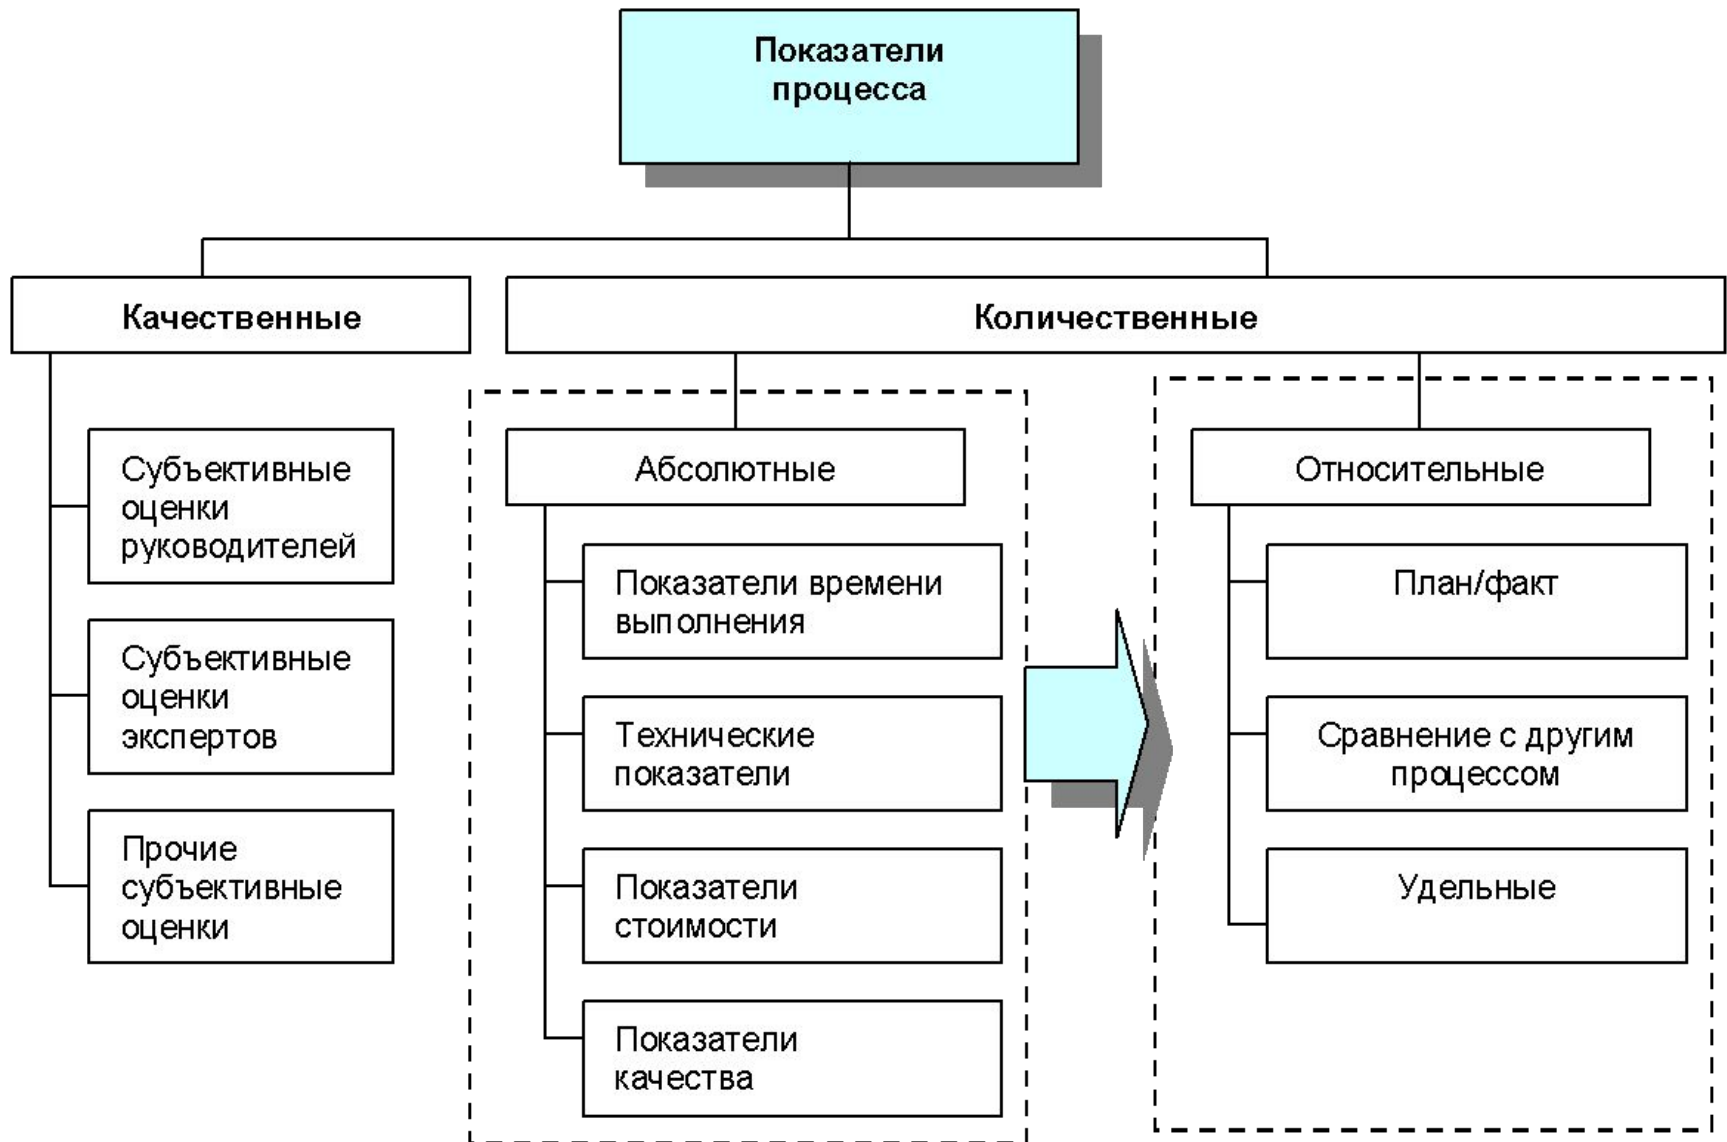 Показатели
процесса
Качественные
Количественные
Субъективные
оценки
руководителей
Субъективные
оценки
экспертов
Прочие
субъективные
оценки
Абсолютные
Показатели времени
выполнения
Технические
показатели
Показатели
стоимости
Показатели
качества
Относительные
План/факт
Сравнение с другим
процессом
Удельные